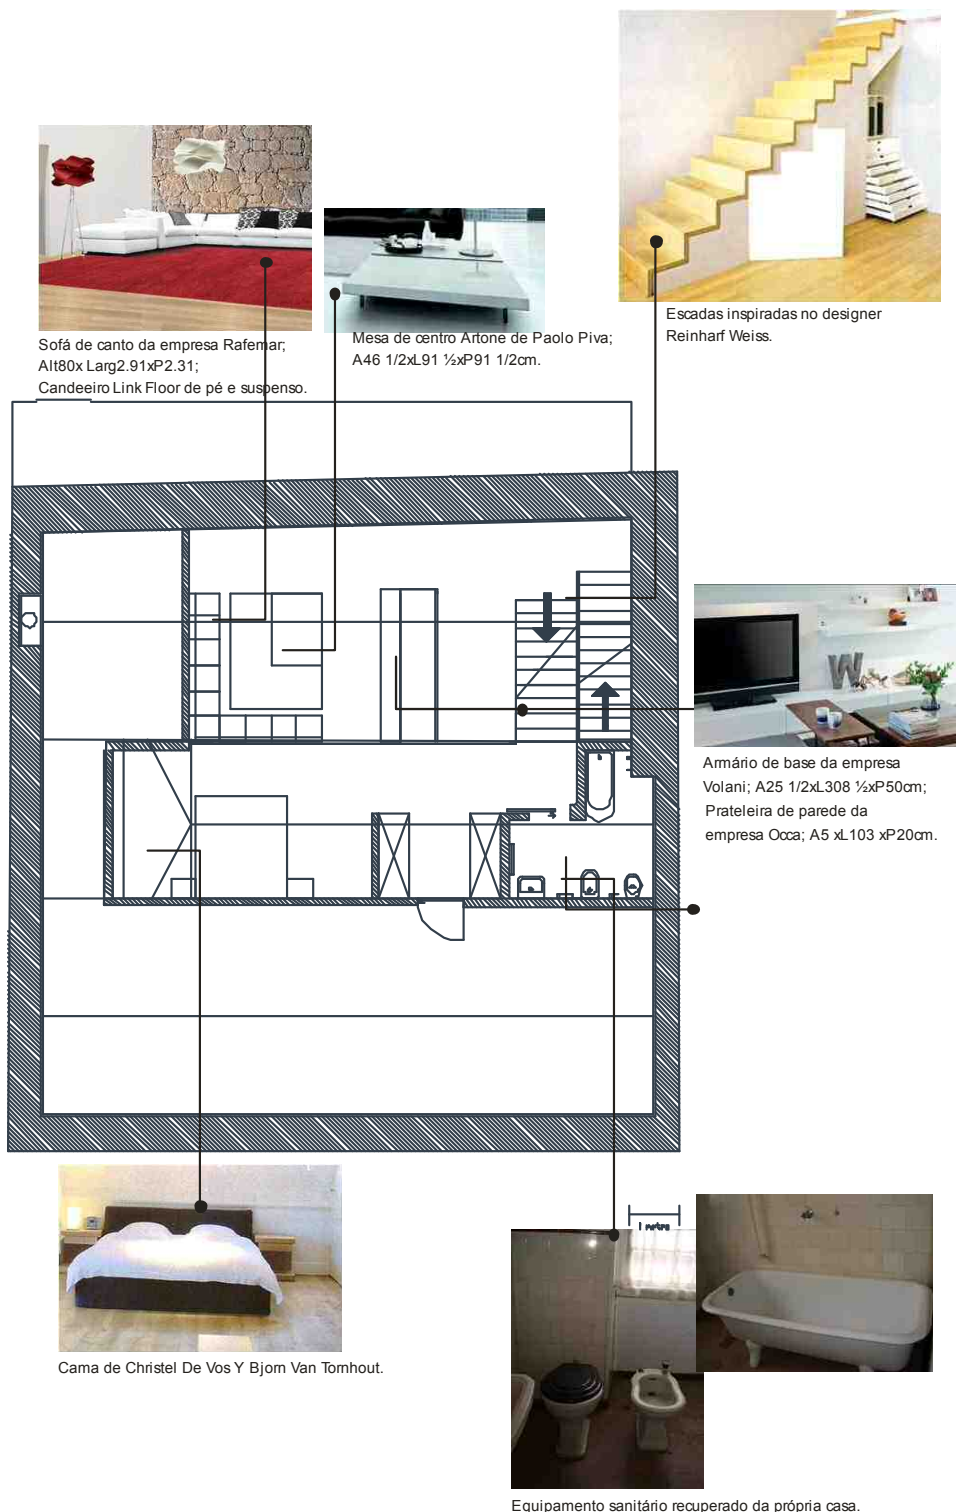 Sofá de canto da empresa Rafemar;
Alt80x Larg2.91xP2.31;
Candeeiro Link Floor de pé e suspenso.
Mesa de centro Artone de Paolo Piva;
A46 1/2xL91 ½xP91 1/2cm.
Escadas inspiradas no designer
Reinharf Weiss.
W
Armário de base da empresa
Volani; A25 1/2xL308 ½xP50cm;
Prateleira de parede da
empresa Occa; A5 xL103 xP20cm.
Cama de Christel De Vos Y Bjorn Van Tornhout.
Equipamento sanitário recuperado da própria casa.